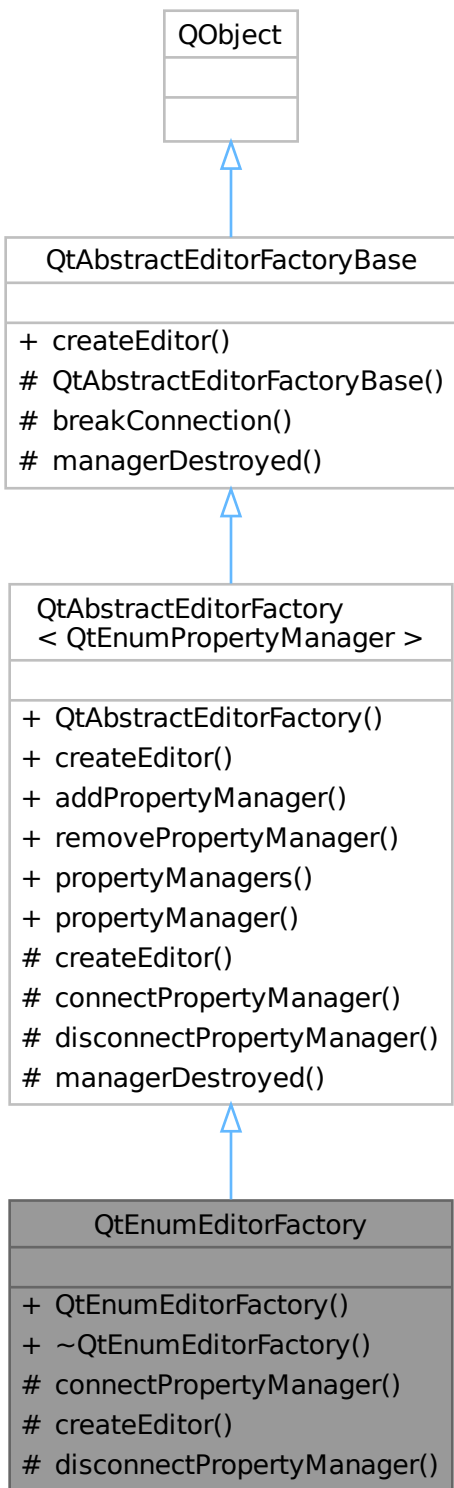 QObject
QtAbstractEditorFactoryBase
+ createEditor()
# QtAbstractEditorFactoryBase()
# breakConnection()
# managerDestroyed()
QtAbstractEditorFactory
< QtEnumPropertyManager >
+ QtAbstractEditorFactory()
+ createEditor()
+ addPropertyManager()
+ removePropertyManager()
+ propertyManagers()
+ propertyManager()
# createEditor()
# connectPropertyManager()
# disconnectPropertyManager()
# managerDestroyed()
QtEnumEditorFactory
+ QtEnumEditorFactory()
+ ~QtEnumEditorFactory()
# connectPropertyManager()
# createEditor()
# disconnectPropertyManager()